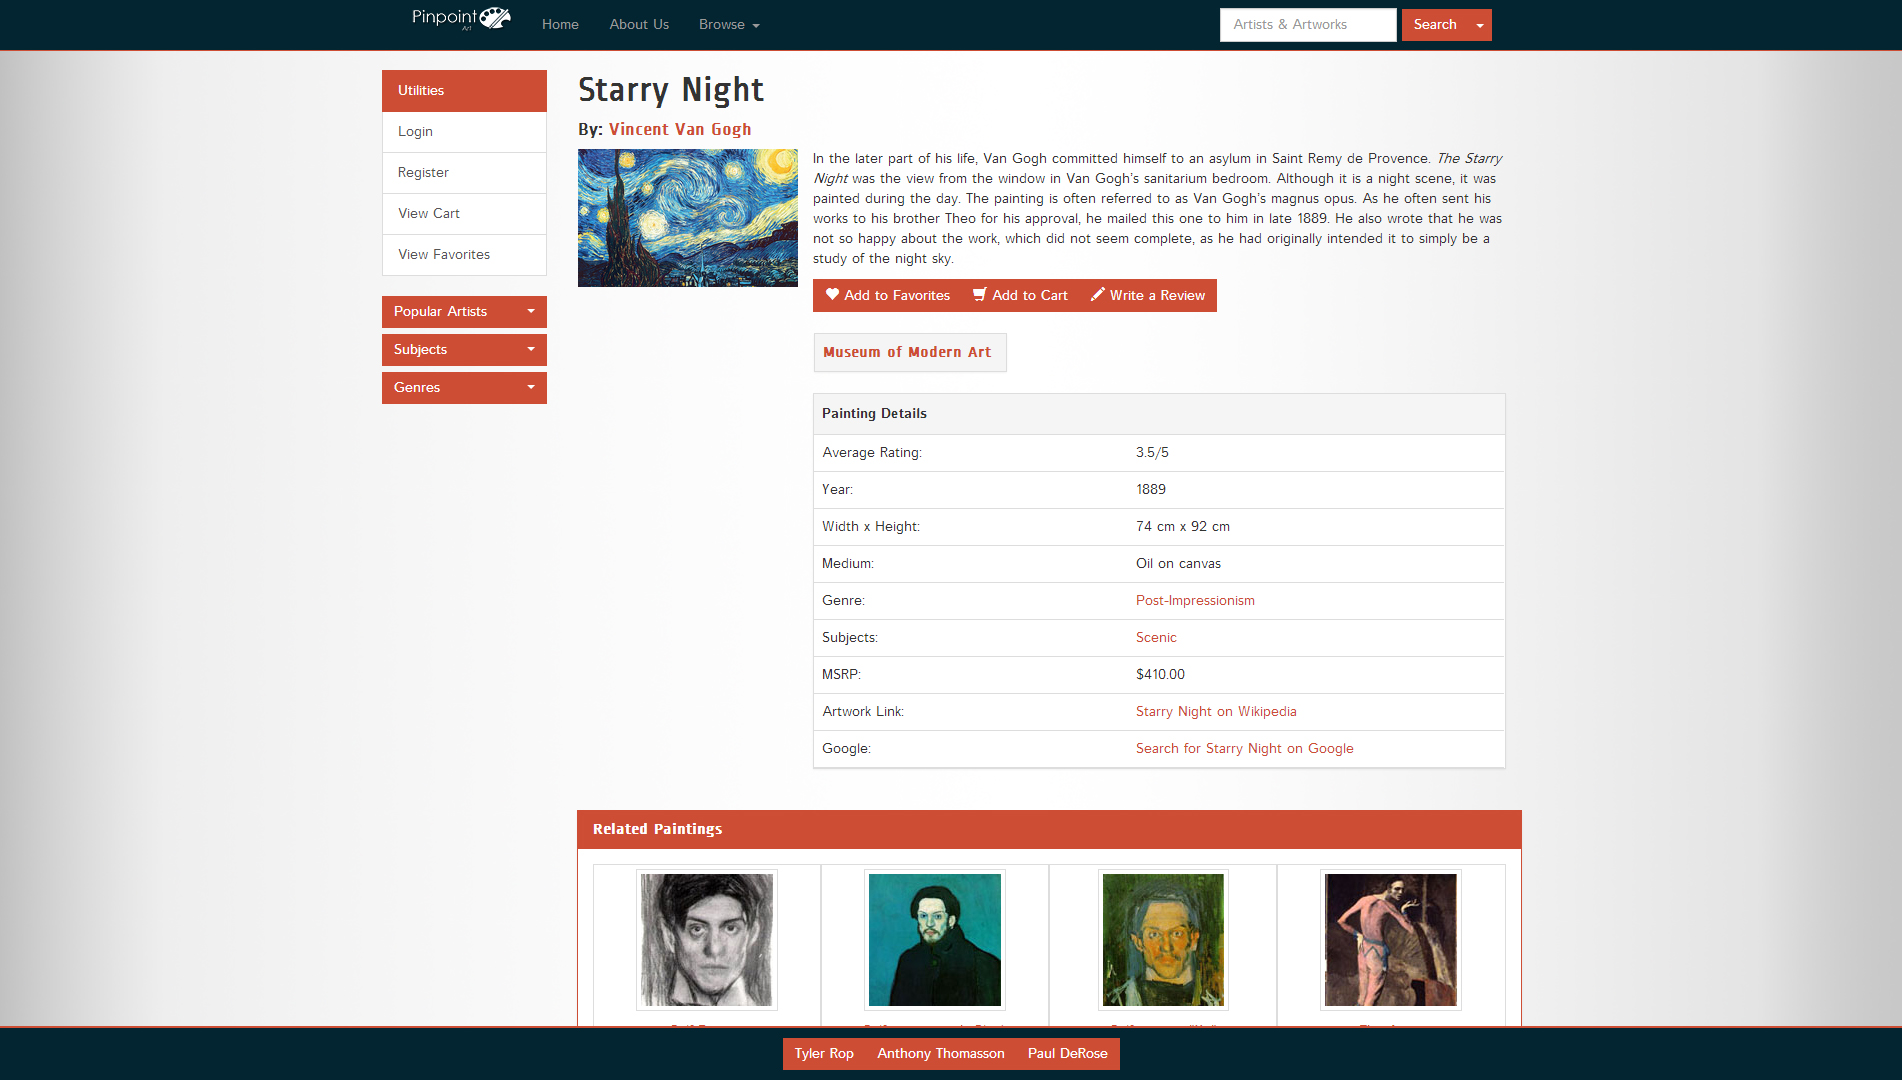 Pinpoint
Art
Home
About Us
Browse
Artists & Artworks
Search
Utilities
Login
Register
View Cart
View Favorites
Popular Artists
Subjects
Genres
Starry Night
By: Vincent Van Gogh
In the later part of his life, Van Gogh committed himself to an asylum in Saint Remy de Provence. The Starry
Night was the view from the window in Van Gogh's sanitarium bedroom. Although it is a night scene, it was
painted during the day. The painting is often referred to as Van Gogh's magnus opus. As he often sent his
works to his brother Theo for his approval, he mailed this one to him in late 1889. He also wrote that he was
not so happy about the work, which did not seem complete, as he had originally intended it to simply be a
study of the night sky.
Add to Favorites
Add to Cart
Write a Review
Museum of Modern Art
Painting Details
Average Rating: 3.5/5
Year: 1889
Width x Height: 74 cm x 92 cm
Medium: Oil on canvas
Genre: Post-Impressionism
Subjects: Scenic
MSRP: $410.00
Artwork Link: Starry Night on Wikipedia
Google: Search for Starry Night on Google
Related Paintings
Tyler Rop
Anthony Thomasson
Paul DeRose